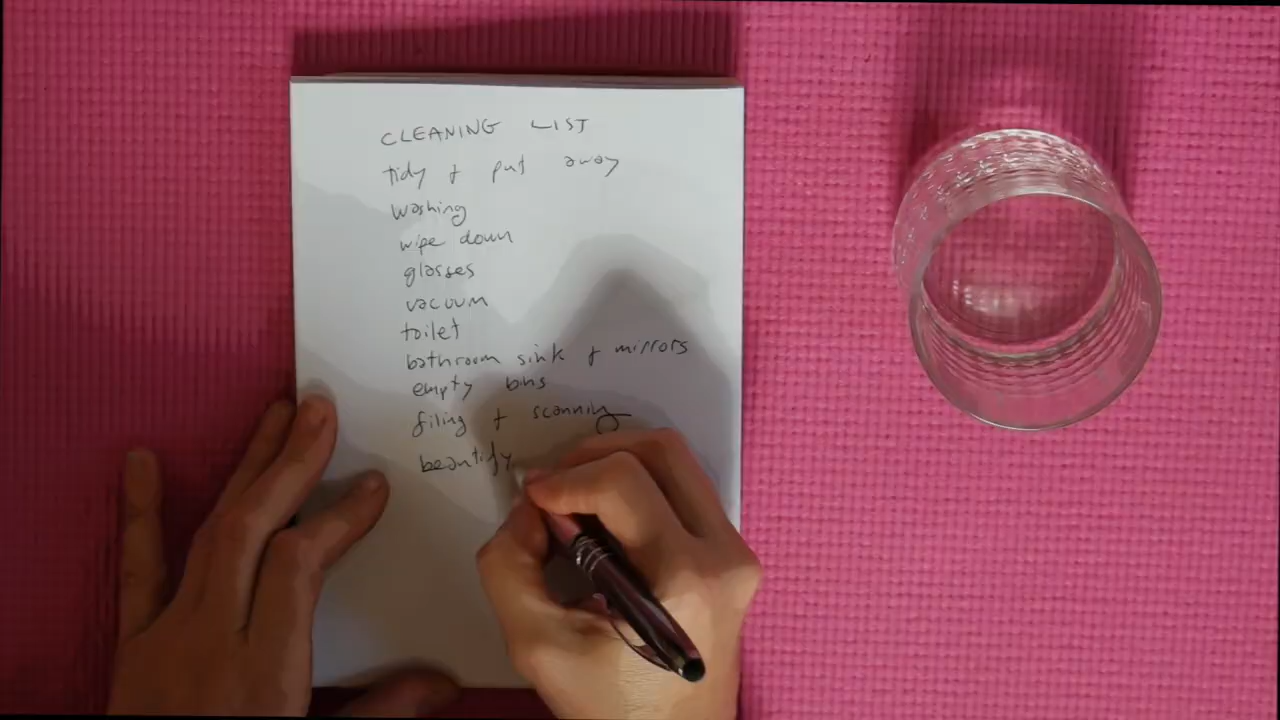 CLEANING LIST
tidy + put away
washing
wipe down
glasses
vacuum
toilet
bathroom sink + mirrors
empty bins
filing + scanning
beautify